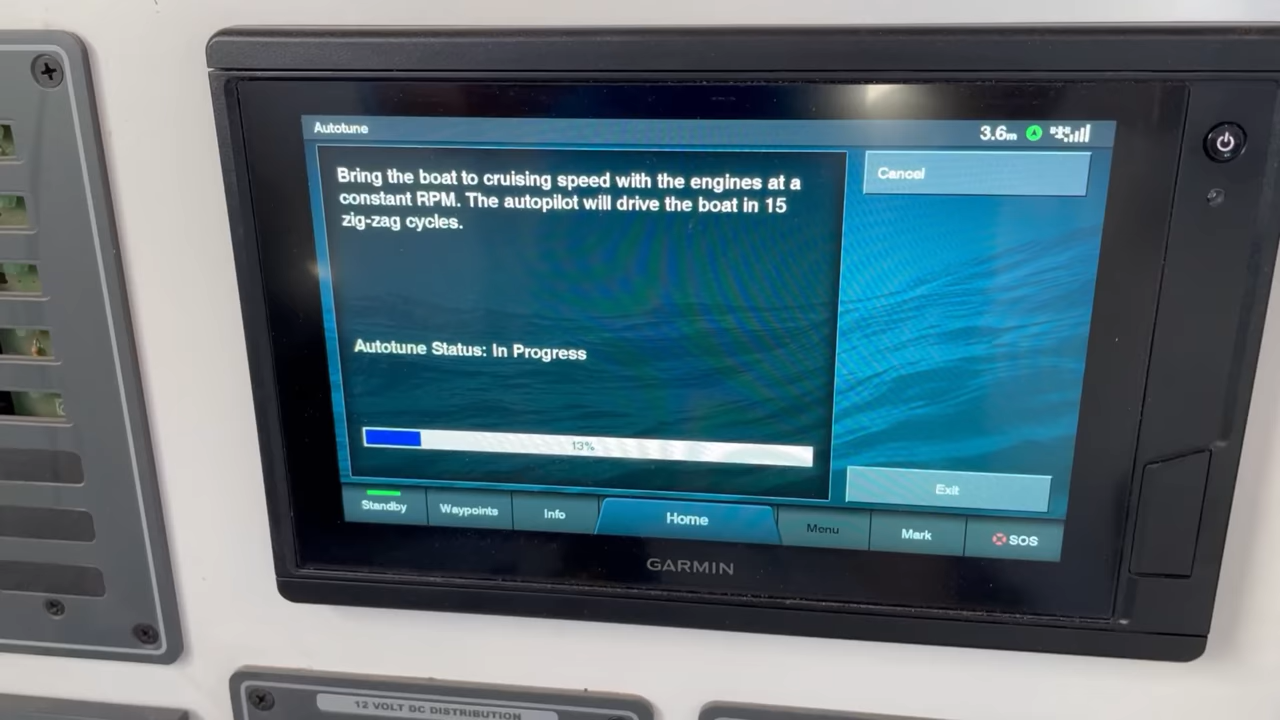 Autotune
3.6m
Bring the boat to cruising speed with the engines at a
constant RPM. The autopilot will drive the boat in 15
zig-zag cycles.
Cancel
Autotune Status: In Progress
13%
Exit
Standby
Waypoints
Info
Home
Menu
Mark
SOS
GARMIN
12 VOLT DC DISTRIBUTION